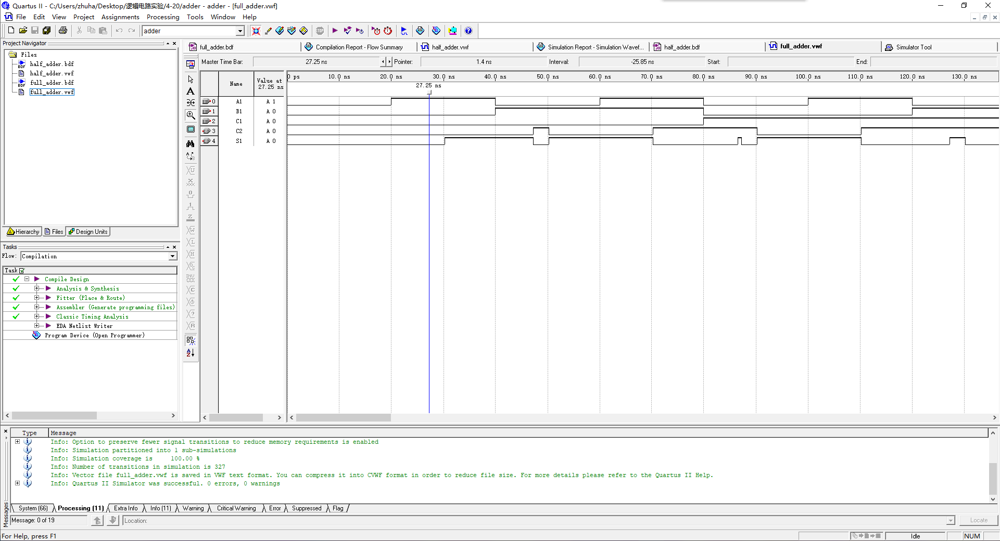 Quartus II - C:/Users/zhuha/Desktop/逻辑电路实验/4-20/adder - adder - [full_adder.vwf]
File Edit View Project Assignments Processing Tools Window Help
adder
Project Navigator
Files
half_adder.bdf
half_adder.vwf
full_adder.bdf
full_adder.vwf
Hierarchy Files Design Units
Tasks
Flow: Compilation
Task
Compile Design
Analysis & Synthesis
Fitter (Place & Route)
Assembler (Generate programming files)
Classic Timing Analysis
EDA Netlist Writer
Program Device (Open Programmer)
full_adder.bdf Compilation Report - Flow Summary half_adder.vwf Simulation Report - Simulation Wavef... half_adder.bdf full_adder.vwf Simulator Tool
Master Time Bar: 27.25 ns Pointer: 1.4 ns Interval: -25.85 ns Start: End:
Name Value at 27.25 ns
0 ps 10.0 ns 20.0 ns 30.0 ns 40.0 ns 50.0 ns 60.0 ns 70.0 ns 80.0 ns 90.0 ns 100.0 ns 110.0 ns 120.0 ns 130.0 ns
27.25 ns
0 A1 A 1
1 B1 A 0
2 C1 A 0
3 C2 A 0
4 S1 A 0
Type Message
Info: Option to preserve fewer signal transitions to reduce memory requirements is enabled
Info: Simulation partitioned into 1 sub-simulations
Info: Simulation coverage is 100.00 %
Info: Number of transitions in simulation is 327
Info: Vector file full_adder.vwf is saved in VWF text format. You can compress it into CVWF format in order to reduce file size. For more details please refer to the Quartus II Help.
Info: Quartus II Simulator was successful. 0 errors, 0 warnings
System (66) Processing (11) Extra Info Info (11) Warning Critical Warning Error Suppressed Flag
Messages
Message: 0 of 19 Location: Locate
For Help, press F1 Idle NUM